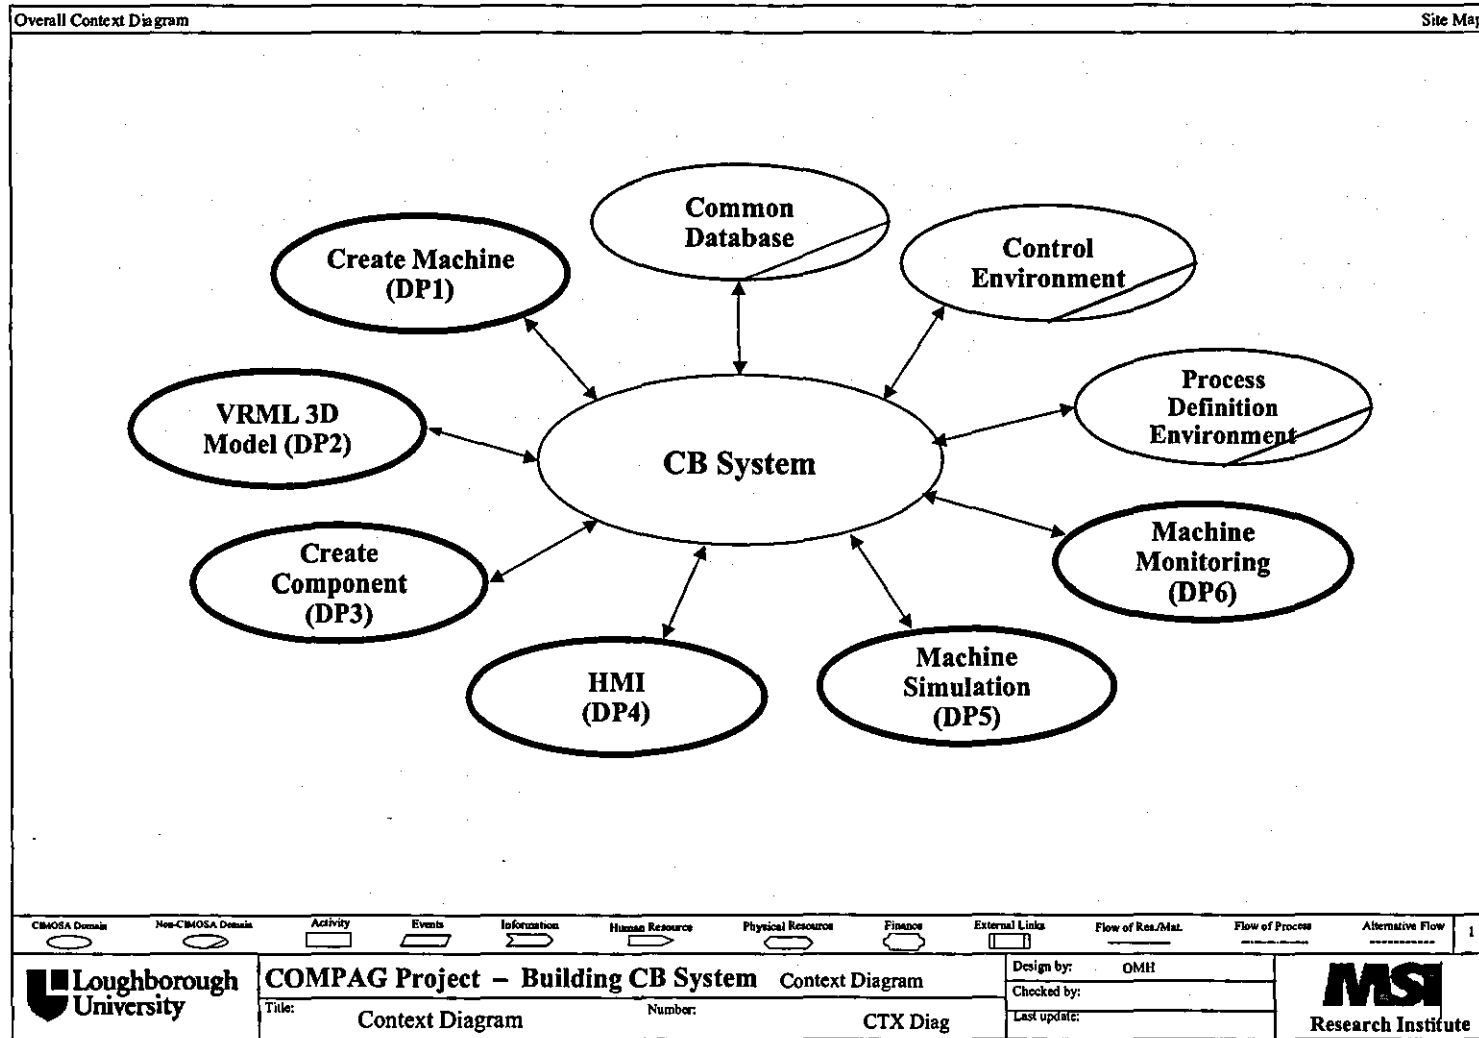 Overall Context Diagram
Site Map
Common
Database
Control
Environment
Create Machine
(DP1)
Process
Definition
Environment
VRML 3D
Model (DP2)
CB System
Machine
Monitoring
(DP6)
Create
Component
(DP3)
Machine
Simulation
(DP5)
HMI
(DP4)
CIMOSA Domain
Non-CIMOSA Domain
Activity
Events
Information
Human Resource
Physical Resource
Finance
External Links
Flow of Res./Mat.
Flow of Process
Alternative Flow
1
Loughborough
University
COMPAG Project – Building CB System Context Diagram
Title:
Context Diagram
Number:
CTX Diag
Design by: OMH
Checked by:
Last update:
MSI
Research Institute